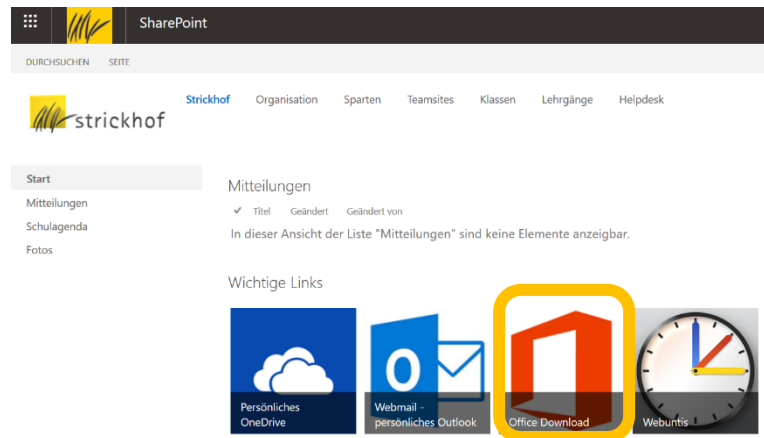 SharePoint
DURCHSUCHEN SEITE
strickhof
Strickhof Organisation Sparten Teamsites Klassen Lehrgänge Helpdesk
Start
Mitteilungen
Schulagenda
Fotos
Mitteilungen
✓ Titel Geändert Geändert von
In dieser Ansicht der Liste "Mitteilungen" sind keine Elemente anzeigbar.
Wichtige Links
Persönliches
OneDrive
O
Webmail -
persönliches Outlook
Office Download
Webuntis